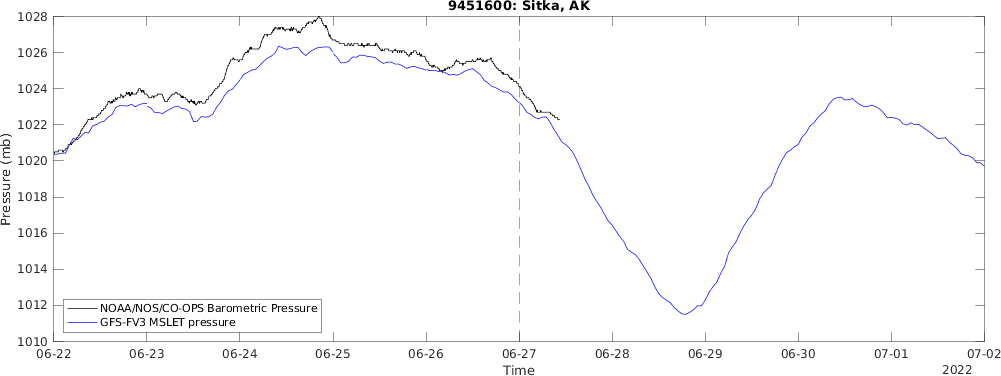 9451600: Sitka, AK
1028
1026
1024
1022
1020
1018
1016
1014
1012
1010
Pressure (mb)
NOAA/NOS/CO-OPS Barometric Pressure
GFS-FV3 MSLET pressure
06-22 06-23 06-24 06-25 06-26 06-27 06-28 06-29 06-30 07-01 07-02
Time
2022